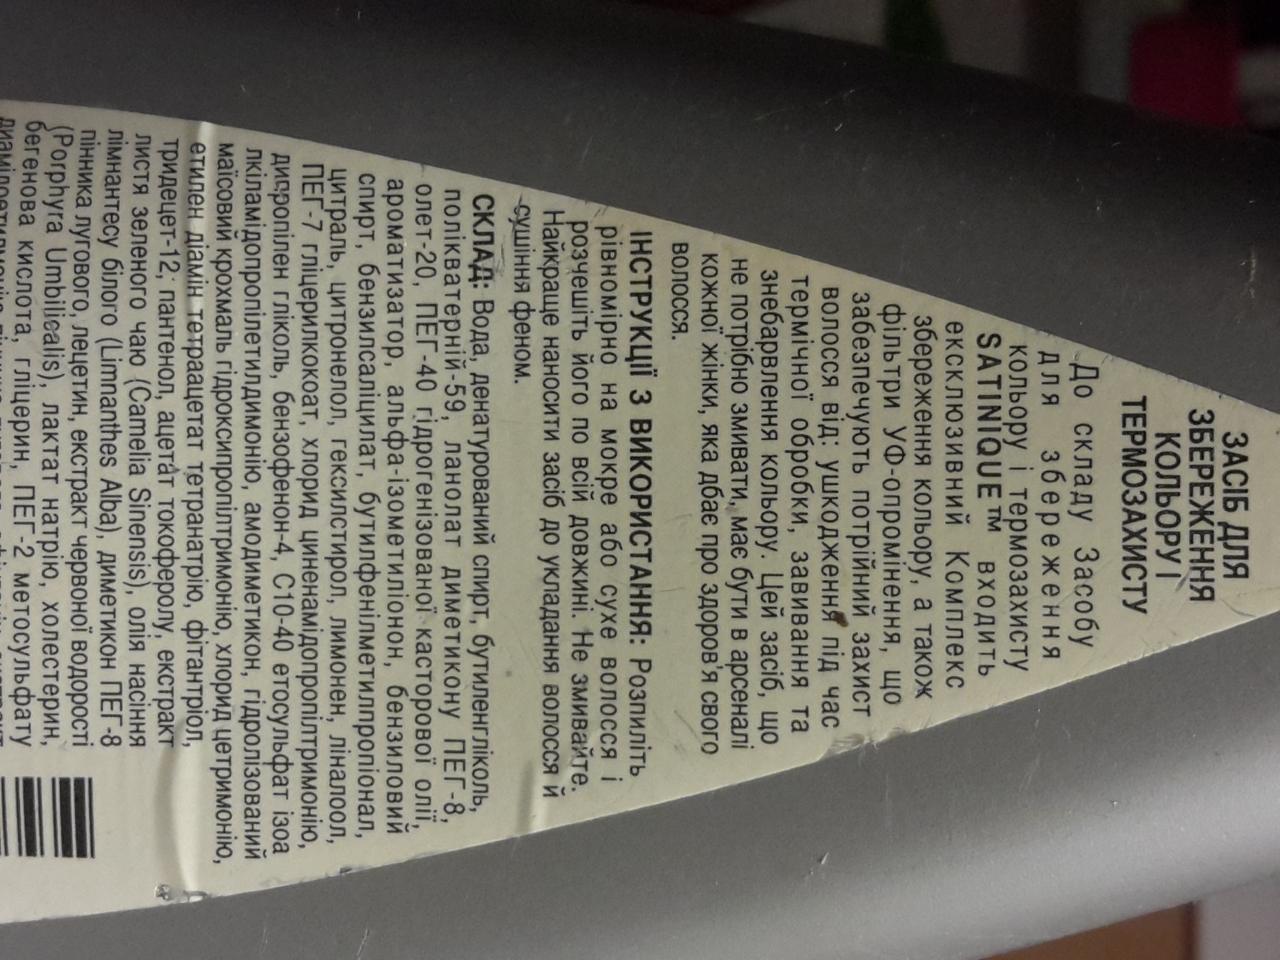 ЗАСІБ ДЛЯ
ЗБЕРЕЖЕННЯ
КОЛЬОРУ І
ТЕРМОЗАХИСТУ
До складу Засобу
для збереження
кольору і термозахисту
SATINIQUE™ входить
ексклюзивний Комплекс
збереження кольору, а також
фільтри УФ-опромінення, що
забезпечують потрійний захист
волосся від: ушкодження під час
термічної обробки, завивання та
знебарвлення кольору. Цей засіб, що
не потрібно змивати, має бути в арсеналі
кожної жінки, яка дбає про здоров'я свого
волосся.
ІНСТРУКЦІЇ З ВИКОРИСТАННЯ: Розпиліть
рівномірно на мокре або сухе волосся і
розчешіть його по всій довжині. Не змивайте.
Найкраще наносити засіб до укладання волосся й
сушіння феном.
СКЛАД: Вода, денатурований спирт, бутиленгліколь,
полікватерній-59, ланолат диметикону ПЕГ-8,
олет-20, ПЕГ-40 гідрогенізованої касторової олії,
ароматизатор, альфа-ізометиліонон, бензиловий
спирт, бензилсаліцилат, бутилфенілметилпропіонал,
цитраль, цитронелол, гексилстирол, лимонен, ліналоол,
ПЕГ-7 гліцерилкокоат, хлорид циненамідопропілтримонію,
дипропілен гліколь, бензофенон-4, С10-40 етосульфат ізоа
лкіламідопропілетилдимонію, амодиметикон, гідролізований
маїсовий крохмаль гідроксипропілтримонію, хлорид цетримонію,
етилен діамін тетраацетат тетранатрію, фітантріол,
тридецет-12, пантенол, ацетат токоферолу, екстракт
листя зеленого чаю (Camelia Sinensis), олія насіння
лімнантесу білого (Limnanthes Alba), диметикон ПЕГ-8
пінника лугового, лецетин, екстракт червоної водорості
(Porphyra Umbilicalis), лактат натрію, холестерин,
бегенова кислота, гліцерин, ПЕГ-2 метосульфату